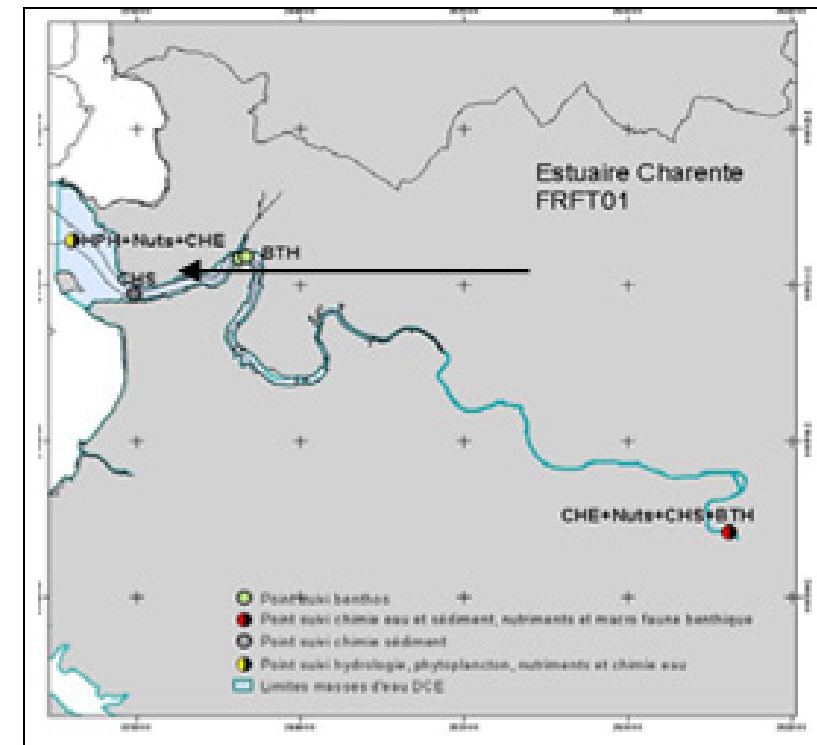 Estuaire Charente
FRFT01
HPH+Nuts+CHE
BTH
CHS
CHE+Nuts+CHS+BTH
Point suivi benthos
Point suivi chimie eau et sédiment, nutriments et macro faune benthique
Point suivi chimie sédiment
Point suivi hydrologie, phytoplancton, nutriments et chimie eau
Limites masses d'eau DCE